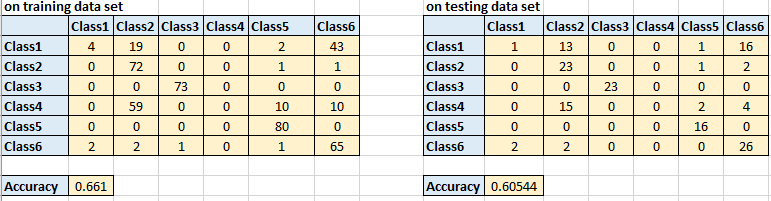 on training data set on testing data set
Class1 Class2 Class3 Class4 Class5 Class6 Class1 Class2 Class3 Class4 Class5 Class6
Class1 4 19 0 0 2 43 Class1 1 13 0 0 1 16
Class2 0 72 0 0 1 1 Class2 0 23 0 0 1 2
Class3 0 0 73 0 0 0 Class3 0 0 23 0 0 0
Class4 0 59 0 0 10 10 Class4 0 15 0 0 2 4
Class5 0 0 0 0 80 0 Class5 0 0 0 0 16 0
Class6 2 2 1 0 1 65 Class6 2 2 0 0 0 26
Accuracy 0.661 Accuracy 0.60544